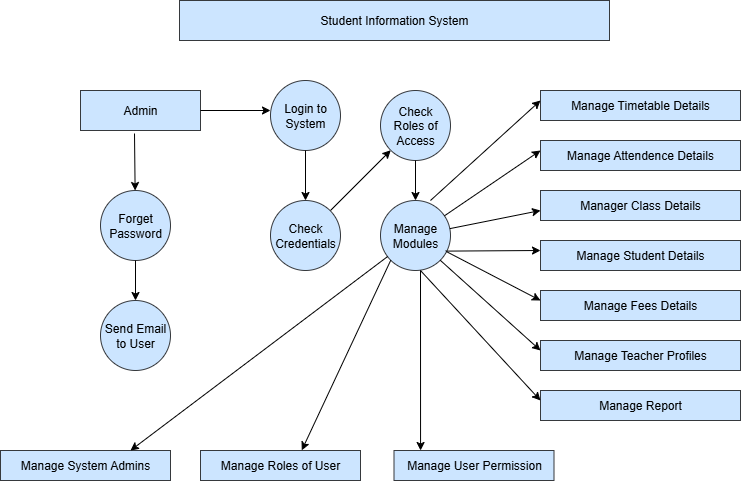 Student Information System
Admin
Login to
System
Check
Roles of
Access
Manage Timetable Details
Manage Attendence Details
Manager Class Details
Forget
Password
Check
Credentials
Manage
Modules
Manage Student Details
Manage Fees Details
Send Email
to User
Manage Teacher Profiles
Manage Report
Manage System Admins
Manage Roles of User
Manage User Permission